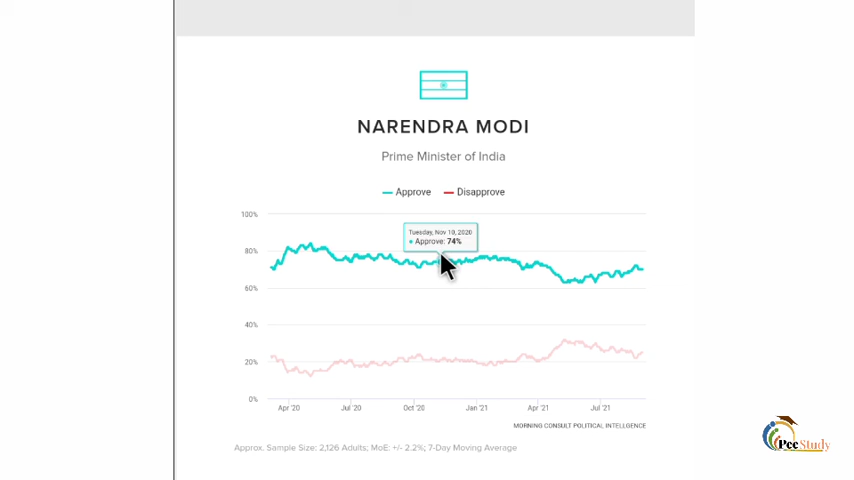 NARENDRA MODI
Prime Minister of India
Approve Disapprove
100%
Tuesday, Nov 10, 2020
Approve: 74%
80%
60%
40%
20%
0%
Apr '20 Jul '20 Oct '20 Jan '21 Apr '21 Jul '21
MORNING CONSULT POLITICAL INTELLGENCE
Approx. Sample Size: 2,126 Adults; MoE: +/- 2.2%; 7-Day Moving Average
PeeStudy